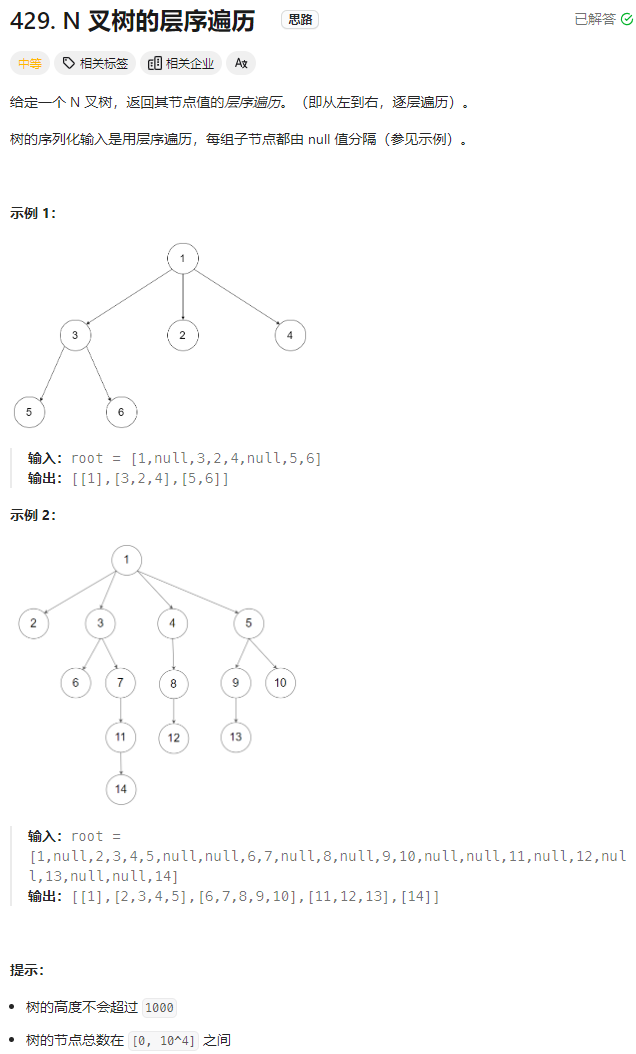 429. N 叉树的层序遍历 思路 已解答
中等 相关标签 相关企业 Az
给定一个 N 叉树，返回其节点值的层序遍历。（即从左到右，逐层遍历）。
树的序列化输入是用层序遍历，每组子节点都由 null 值分隔（参见示例）。
示例 1：
1
3 2 4
5 6
输入：root = [1,null,3,2,4,null,5,6]
输出：[[1],[3,2,4],[5,6]]
示例 2：
1
2 3 4 5
6 7 8 9 10
11 12 13
14
输入：root =
[1,null,2,3,4,5,null,null,6,7,null,8,null,9,10,null,null,11,null,12,nul
l,13,null,null,14]
输出：[[1],[2,3,4,5],[6,7,8,9,10],[11,12,13],[14]]
提示：
• 树的高度不会超过 1000
• 树的节点总数在 [0, 10^4] 之间